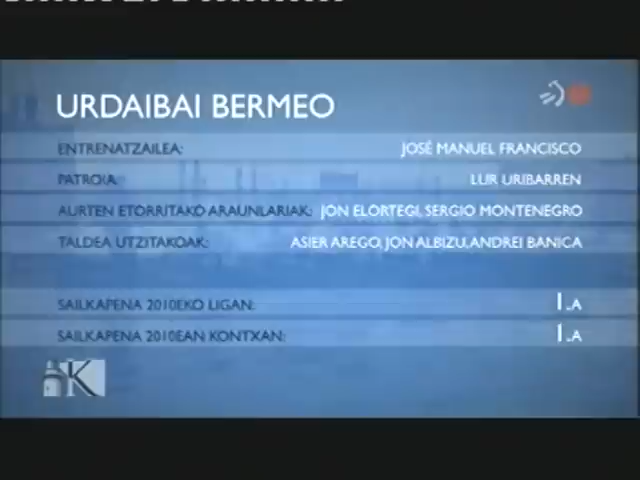 URDAIBAI BERMEO
ENTRENATZAILEA: JOSÉ MANUEL FRANCISCO
PATROIA: LUR URIBARREN
AURTEN ETORRITAKO ARAUNLARIAK: JON ELORTEGI, SERGIO MONTENEGRO
TALDEA UTZITAKOAK: ASIER AREGO, JON ALBIZU, ANDREI BANICA
SAILKAPENA 2010EKO LIGAN: 1.A
SAILKAPENA 2010EAN KONTXAN: 1.A
K